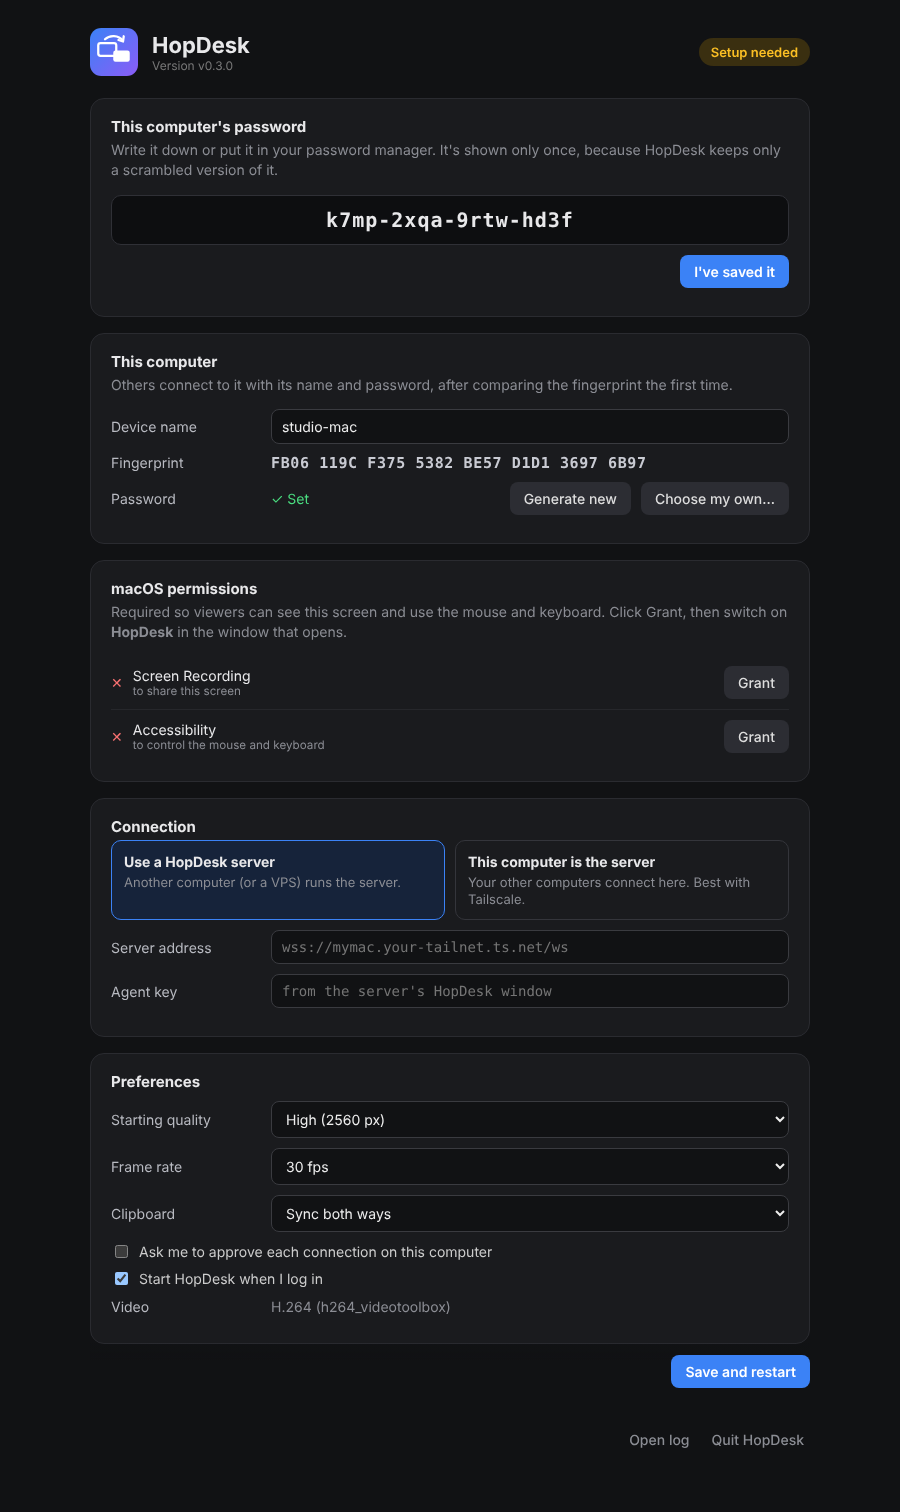 HopDesk
Version v0.3.0
Setup needed
This computer's password
Write it down or put it in your password manager. It's shown only once, because HopDesk keeps only
a scrambled version of it.
k7mp-2xqa-9rtw-hd3f
I've saved it
This computer
Others connect to it with its name and password, after comparing the fingerprint the first time.
Device name
studio-mac
Fingerprint
FB06 119C F375 5382 BE57 D1D1 3697 6B97
Password
✓ Set
Generate new
Choose my own...
macOS permissions
Required so viewers can see this screen and use the mouse and keyboard. Click Grant, then switch on
HopDesk in the window that opens.
✕ Screen Recording
to share this screen
Grant
✕ Accessibility
to control the mouse and keyboard
Grant
Connection
Use a HopDesk server
Another computer (or a VPS) runs the server.
This computer is the server
Your other computers connect here. Best with
Tailscale.
Server address
wss://mymac.your-tailnet.ts.net/ws
Agent key
from the server's HopDesk window
Preferences
Starting quality
High (2560 px)
Frame rate
30 fps
Clipboard
Sync both ways
Ask me to approve each connection on this computer
Start HopDesk when I log in
Video
H.264 (h264_videotoolbox)
Save and restart
Open log
Quit HopDesk